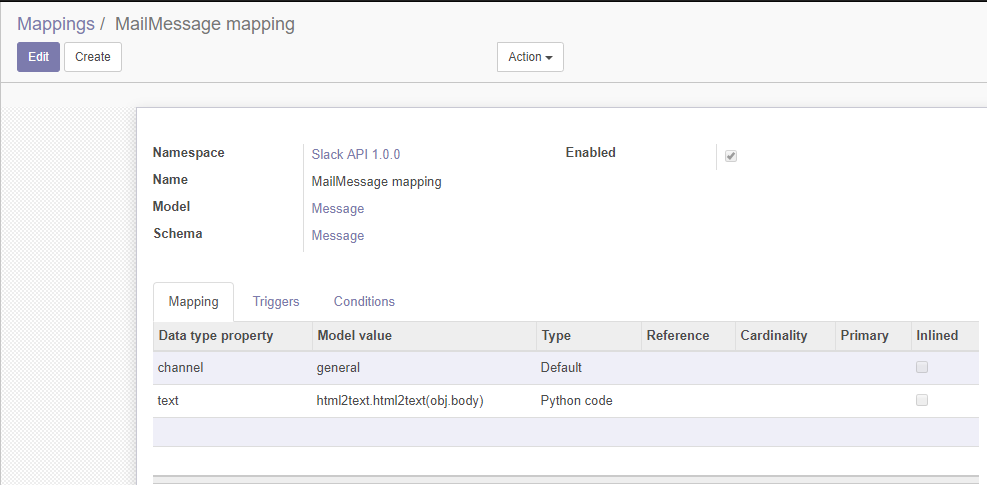 Mappings / MailMessage mapping
Edit Create Action
Namespace Slack API 1.0.0 Enabled
Name MailMessage mapping
Model Message
Schema Message
Mapping Triggers Conditions
Data type property Model value Type Reference Cardinality Primary Inlined
channel general Default
text html2text.html2text(obj.body) Python code